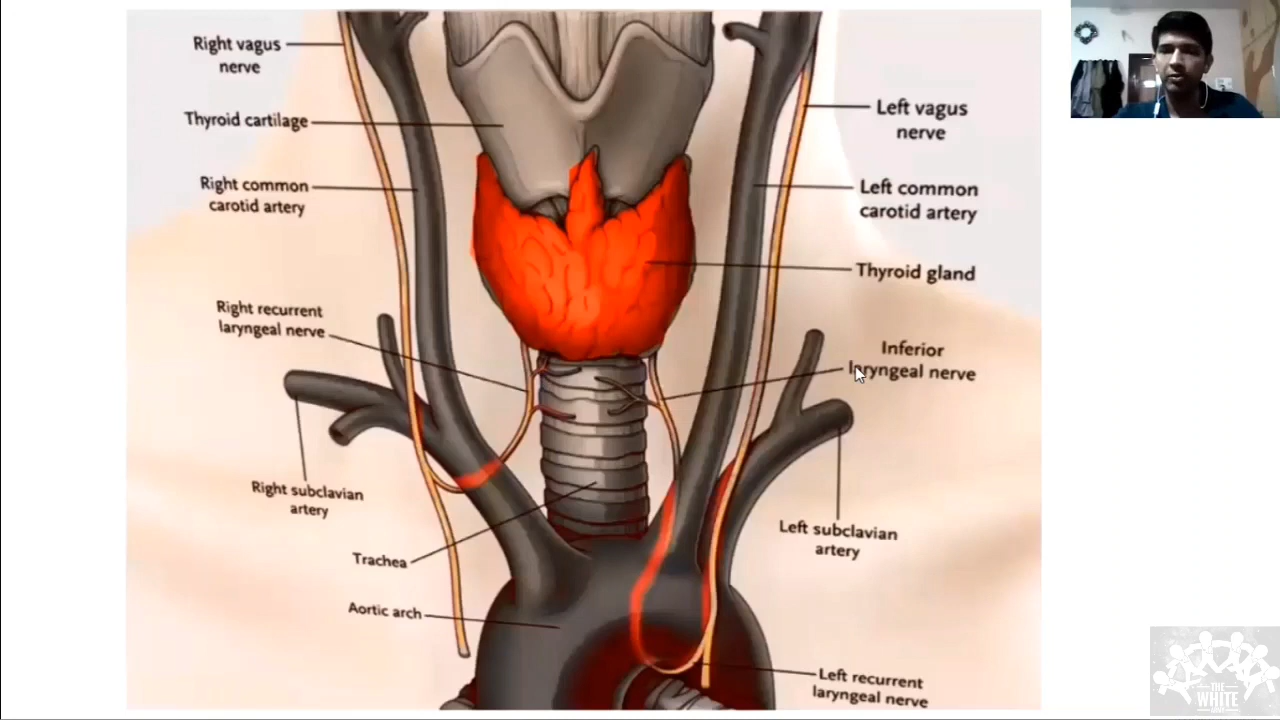 Right vagus
nerve
Thyroid cartilage
Right common
carotid artery
Right recurrent
laryngeal nerve
Right subclavian
artery
Trachea
Aortic arch
Left vagus
nerve
Left common
carotid artery
Thyroid gland
Inferior
laryngeal nerve
Left subclavian
artery
Left recurrent
laryngeal nerve
THE
WHITE